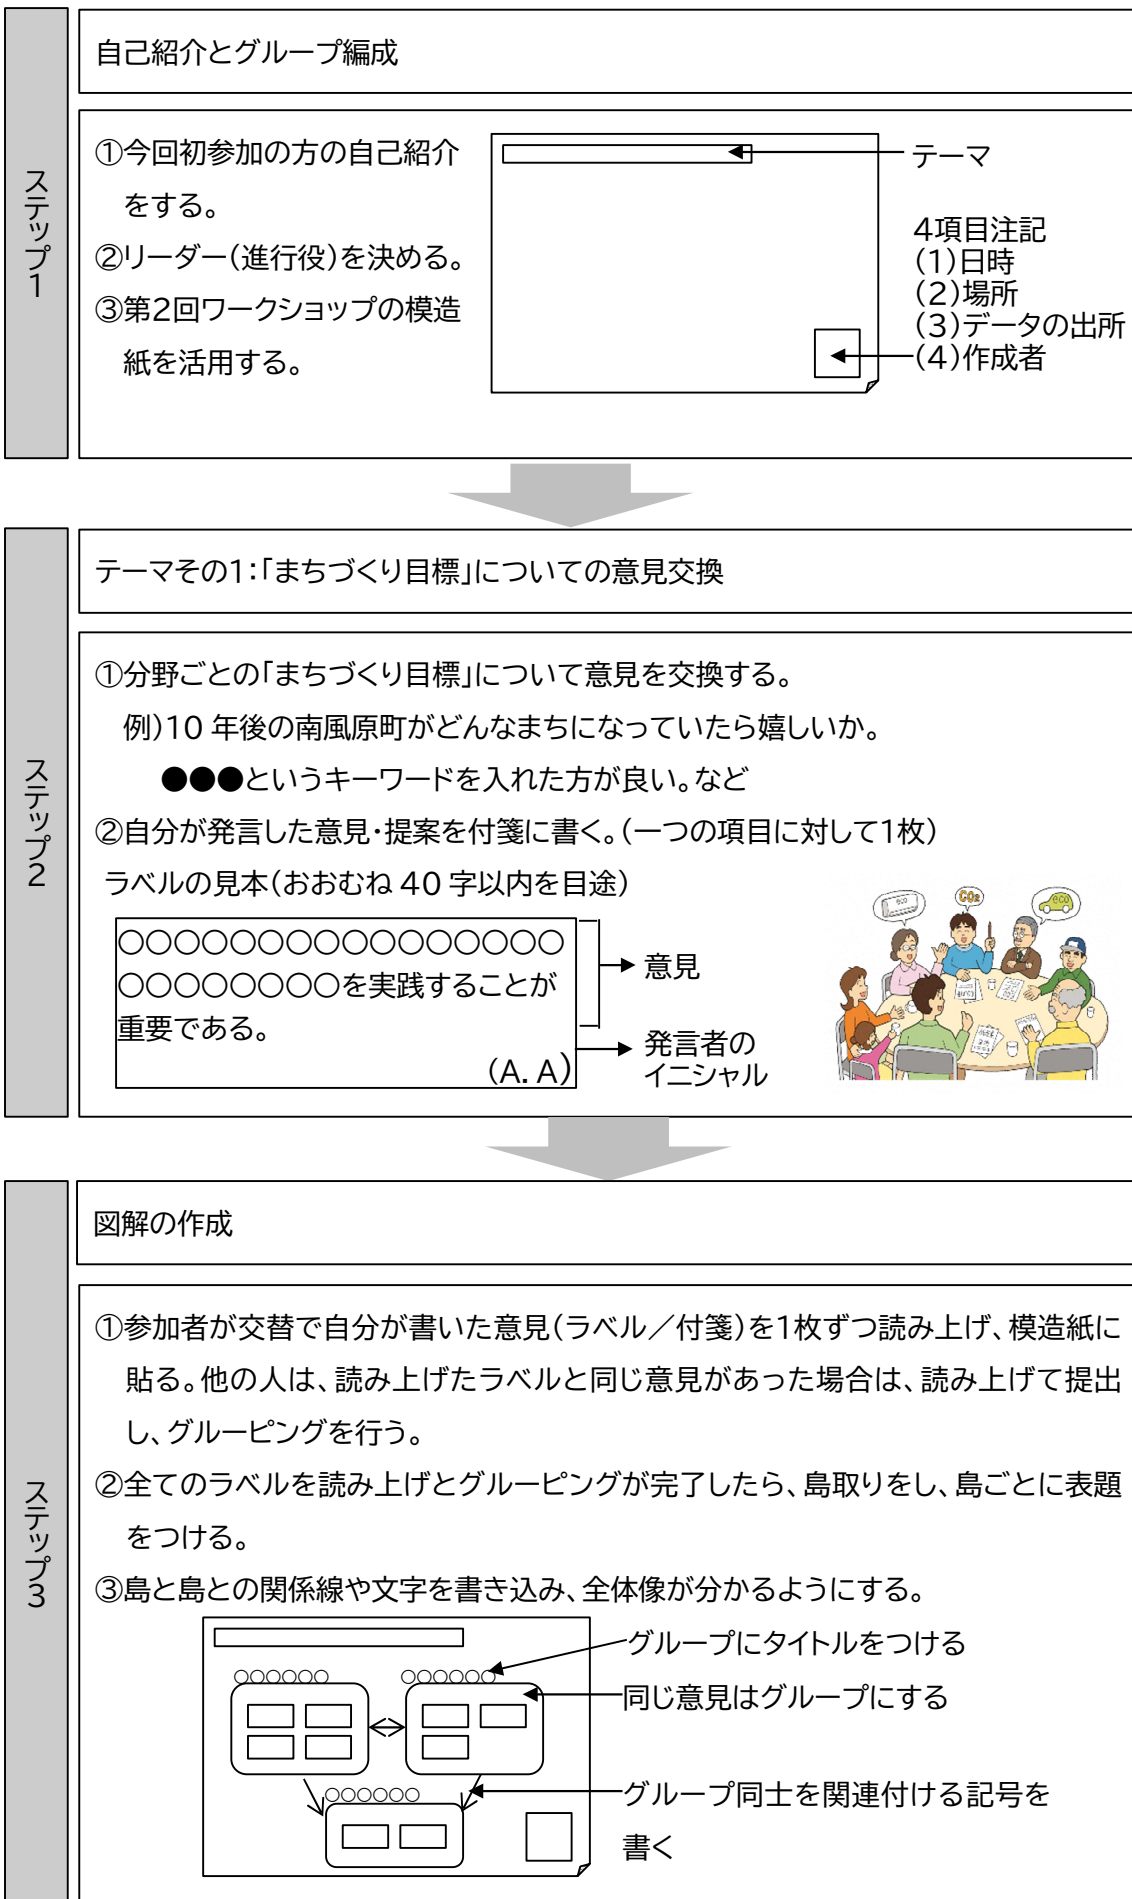 ステップ1
自己紹介とグループ編成
①今回初参加の方の自己紹介
をする。
②リーダー(進行役)を決める。
③第2回ワークショップの模造
紙を活用する。
テーマ
4項目注記
(1)日時
(2)場所
(3)データの出所
(4)作成者
ステップ2
テーマその1:「まちづくり目標」についての意見交換
①分野ごとの「まちづくり目標」について意見を交換する。
例)10 年後の南風原町がどんなまちになっていたら嬉しいか。
●●●というキーワードを入れた方が良い。など
②自分が発言した意見・提案を付箋に書く。(一つの項目に対して1枚)
ラベルの見本(おおむね 40 字以内を目途)
○○○○○○○○○○○○○○○○
○○○○○○○○を実践することが
重要である。
(A.A)
意見
発言者の
イニシャル
eco
CO₂
eco
ステップ3
図解の作成
①参加者が交替で自分が書いた意見(ラベル/付箋)を1枚ずつ読み上げ、模造紙に
貼る。他の人は、読み上げたラベルと同じ意見があった場合は、読み上げて提出
し、グルーピングを行う。
②全てのラベルを読み上げとグルーピングが完了したら、島取りをし、島ごとに表題
をつける。
③島と島との関係線や文字を書き込み、全体像が分かるようにする。
○○○○○○
○○○○○○
○○○○○○
グループにタイトルをつける
同じ意見はグループにする
グループ同士を関連付ける記号を
書く